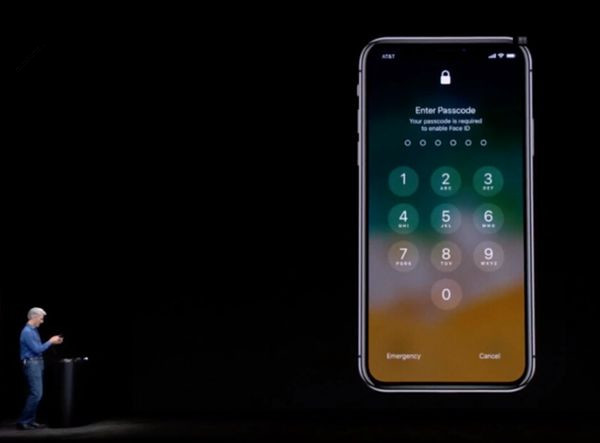 AT&T
Enter Passcode
Your passcode is required
to enable Face ID
1
2
ABC
3
DEF
4
GHI
5
JKL
6
MNO
7
PQRS
8
TUV
9
WXYZ
0
Emergency
Cancel